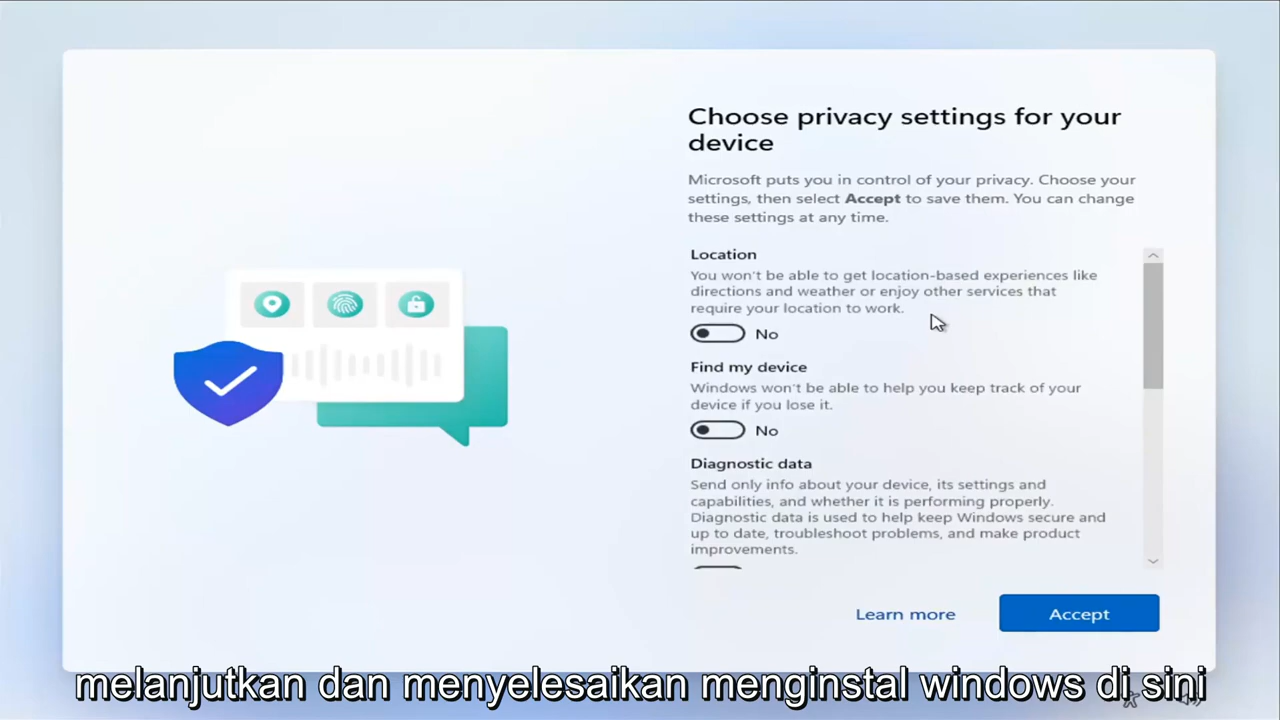 Choose privacy settings for your
device
Microsoft puts you in control of your privacy. Choose your
settings, then select Accept to save them. You can change
these settings at any time.
Location
You won't be able to get location-based experiences like
directions and weather or enjoy other services that
require your location to work.
No
Find my device
Windows won't be able to help you keep track of your
device if you lose it.
No
Diagnostic data
Send only info about your device, its settings and
capabilities, and whether it is performing properly.
Diagnostic data is used to help keep Windows secure and
up to date, troubleshoot problems, and make product
improvements.
Learn more
Accept
melanjutkan dan menyelesaikan menginstal windows di sini